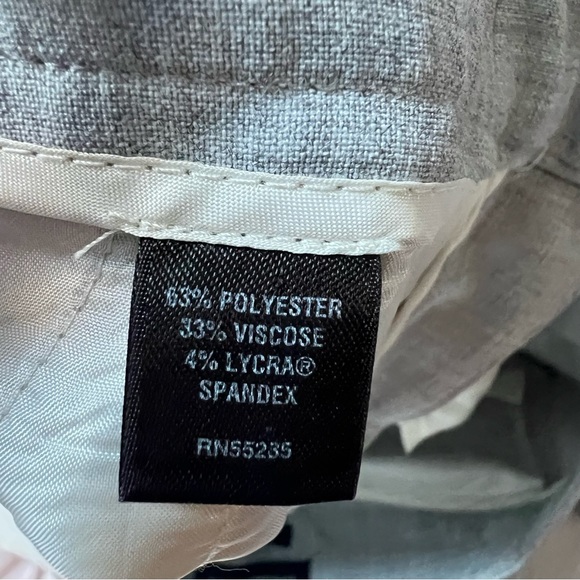 63% POLYESTER
33% VISCOSE
4% LYCRA®
SPANDEX
RN55235